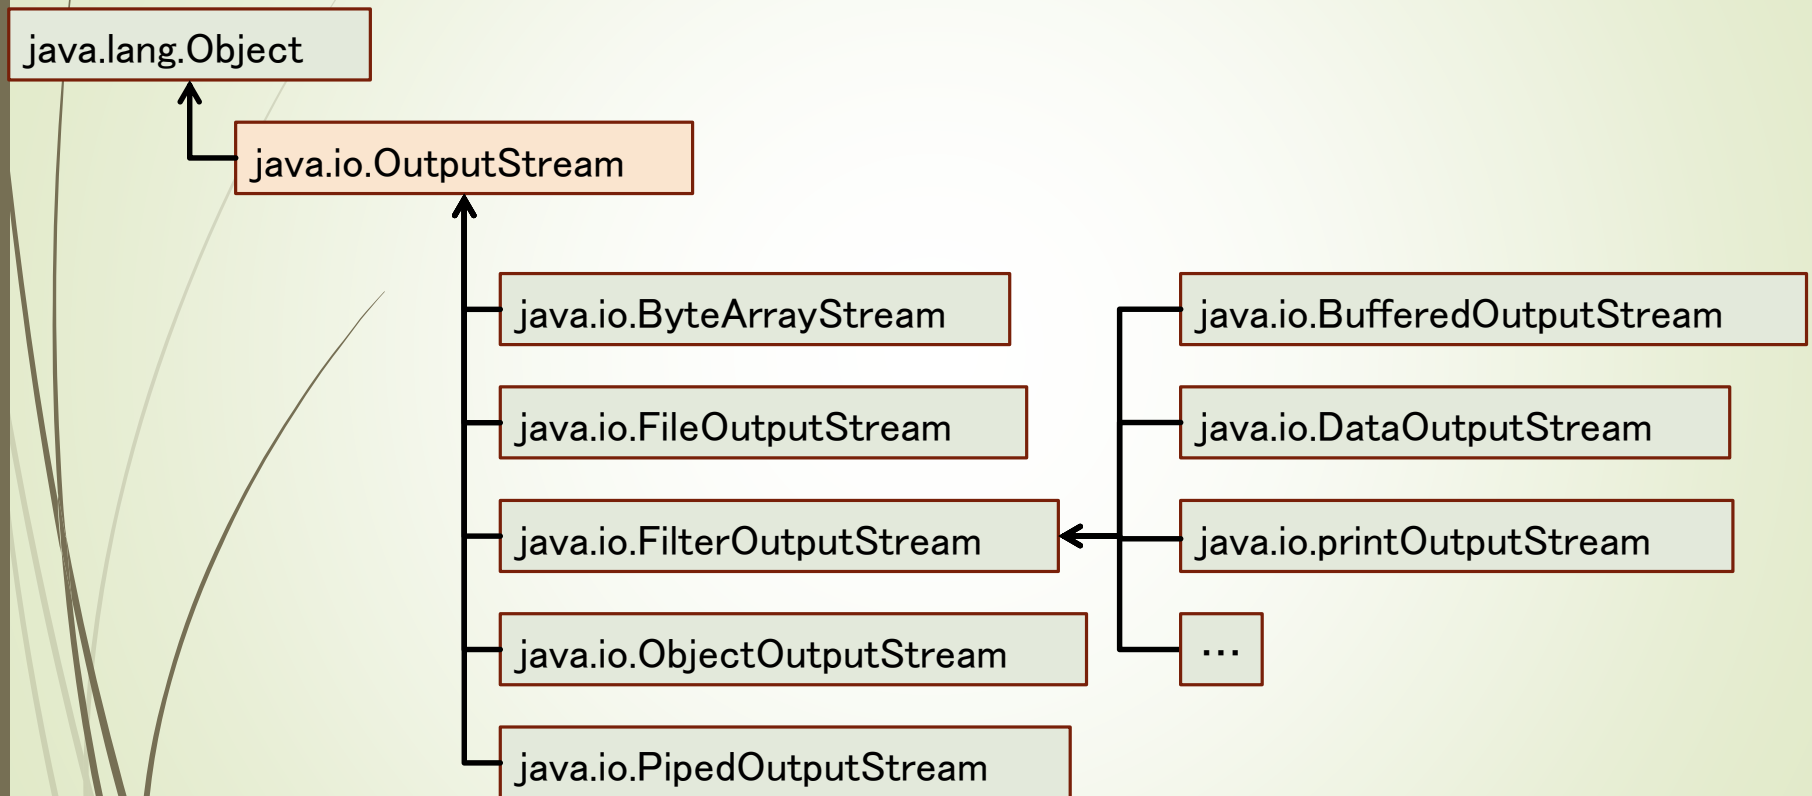 java.lang.Object
java.io.OutputStream
java.io.ByteArrayStream
java.io.FileOutputStream
java.io.FilterOutputStream
java.io.ObjectOutputStream
java.io.PipedOutputStream
java.io.BufferedOutputStream
java.io.DataOutputStream
java.io.printOutputStream
…